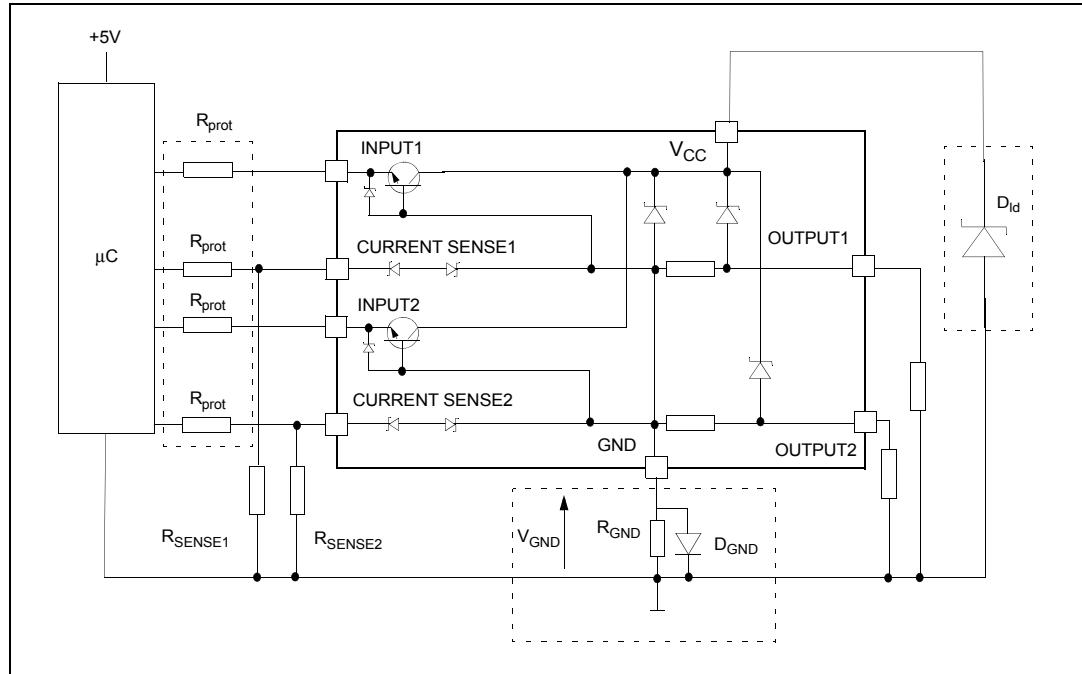 +5V
Rprot
INPUT1
VCC
Dld
OUTPUT1
Rprot
CURRENT SENSE1
μC
Rprot
INPUT2
Rprot
CURRENT SENSE2
GND
OUTPUT2
RSENSE1
RSENSE2
VGND
RGND
DGND